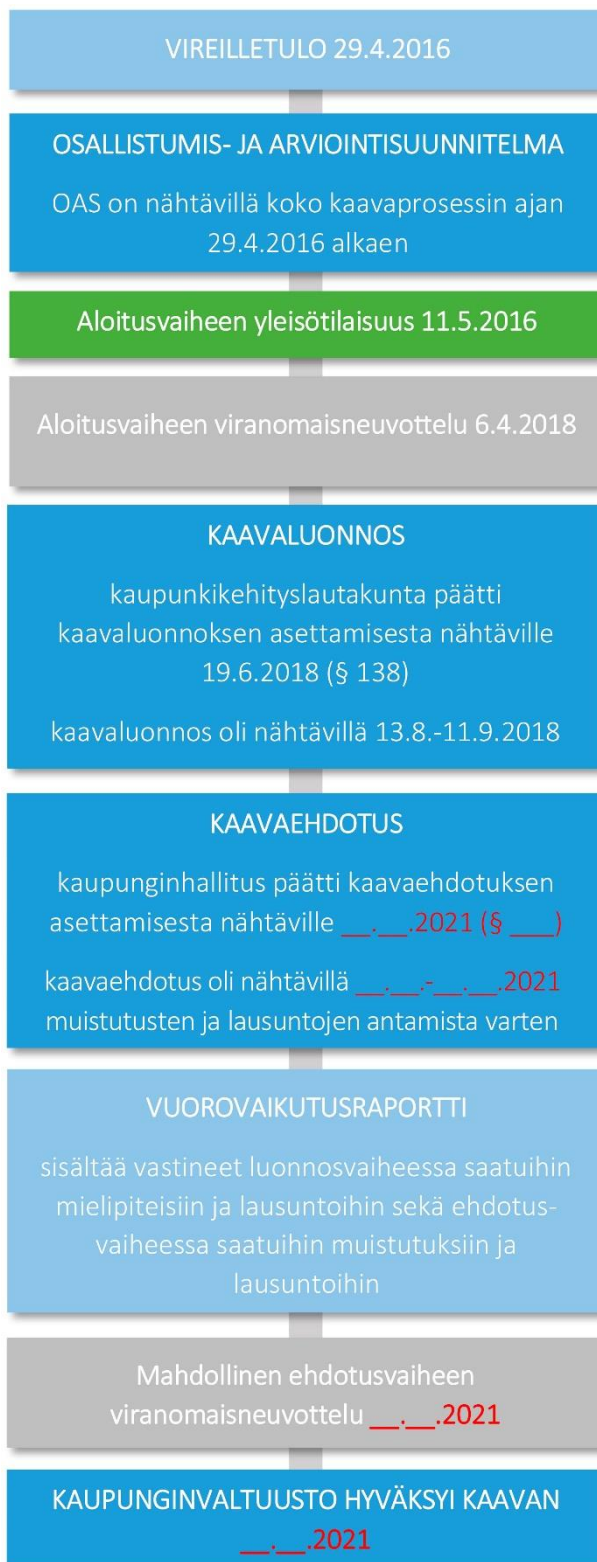 VIREILLETULO 29.4.2016
OSALLISTUMIS- JA ARVIOINTISUUNNITELMA
OAS on nähtävillä koko kaavaprosessin ajan
29.4.2016 alkaen
Aloitusvaiheen yleisötilaisuus 11.5.2016
Aloitusvaiheen viranomaisneuvottelu 6.4.2018
KAAVALUONNOS
kaupunkikehityslautakunta päätti
kaavaluonnoksen asettamisesta nähtäville
19.6.2018 (§ 138)
kaavaluonnos oli nähtävillä 13.8.-11.9.2018
KAAVAEHDOTUS
kaupunginhallitus päätti kaavaehdotuksen
asettamisesta nähtäville __.__.2021 (§ ___)
kaavaehdotus oli nähtävillä __.__.-__.__.2021
muistutusten ja lausuntojen antamista varten
VUOROVAIKUTUSRAPORTTI
sisältää vastineet luonnosvaiheessa saatuihin
mielipiteisiin ja lausuntoihin sekä ehdotus-
vaiheessa saatuihin muistutuksiin ja
lausuntoihin
Mahdollinen ehdotusvaiheen
viranomaisneuvottelu __.__.2021
KAUPUNGINVALTUUSTO HYVÄKSYI KAAVAN
__.__.2021